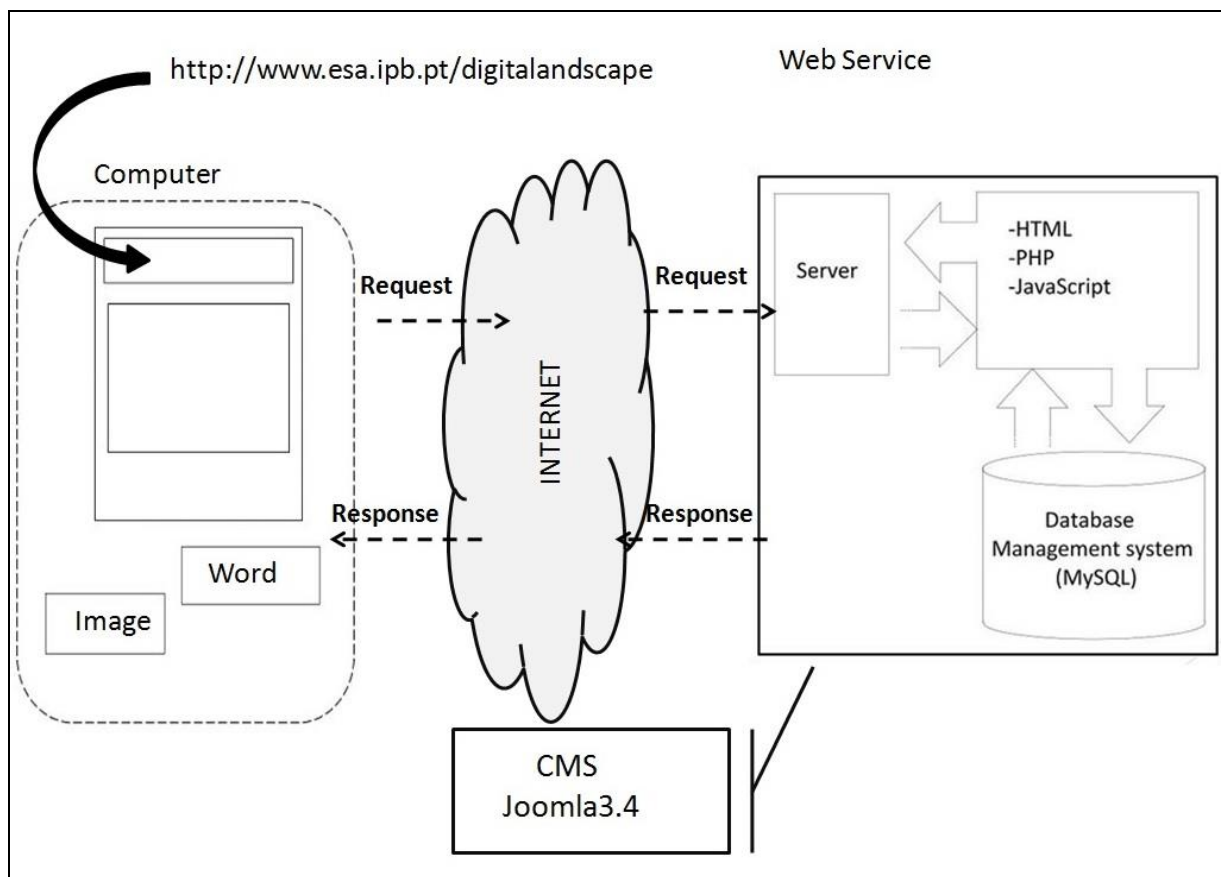 http://www.esa.ipb.pt/digitalandscape
Web Service
Computer
Request
Request
Server
-HTML
-PHP
-JavaScript
INTERNET
Response
Response
Word
Image
Database
Management system
(MySQL)
CMS
Joomla3.4